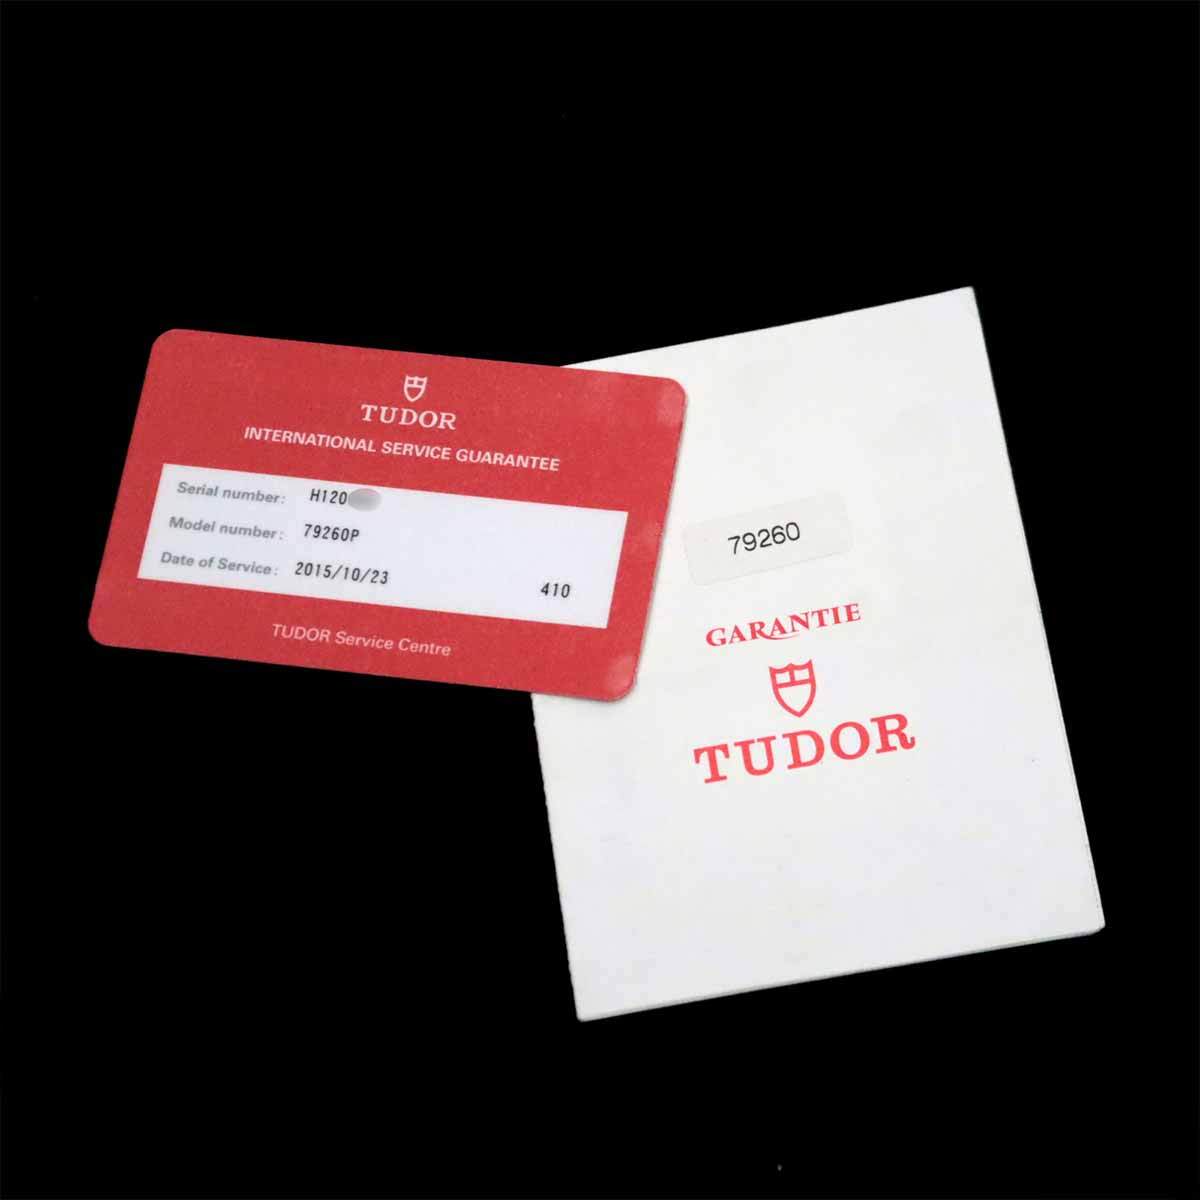 TUDOR
INTERNATIONAL SERVICE GUARANTEE
Serial number: H120
Model number: 79260P
Date of Service: 2015/10/23
410
TUDOR Service Centre
79260
GARANTIE
TUDOR